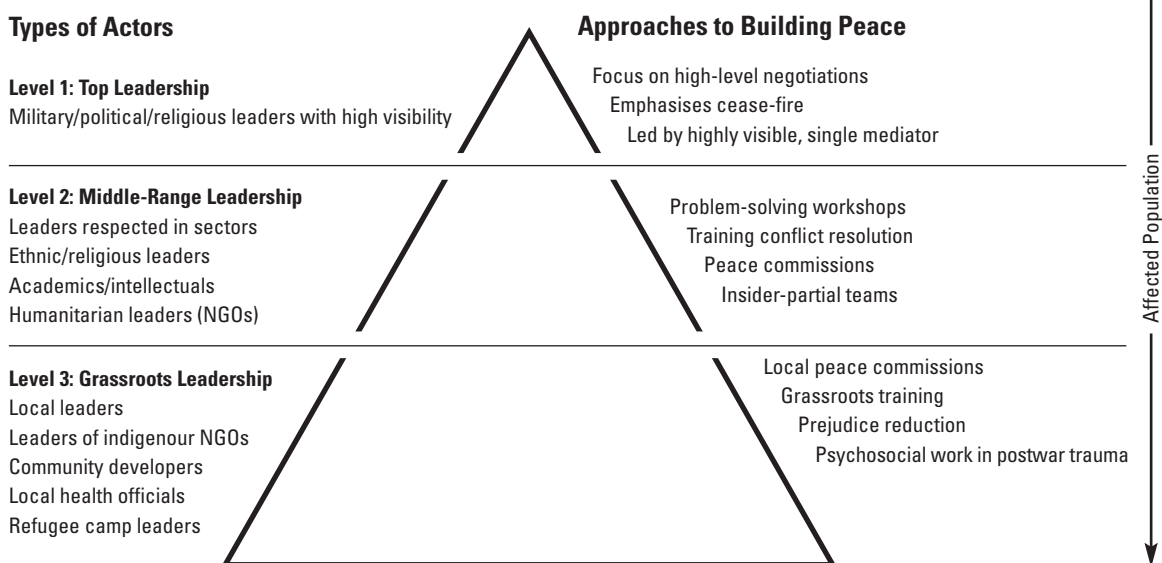 Types of Actors
Approaches to Building Peace
Level 1: Top Leadership
Military/political/religious leaders with high visibility
Focus on high-level negotiations
Emphasises cease-fire
Led by highly visible, single mediator
Level 2: Middle-Range Leadership
Leaders respected in sectors
Ethnic/religious leaders
Academics/intellectuals
Humanitarian leaders (NGOs)
Problem-solving workshops
Training conflict resolution
Peace commissions
Insider-partial teams
Level 3: Grassroots Leadership
Local leaders
Leaders of indigenour NGOs
Community developers
Local health officials
Refugee camp leaders
Local peace commissions
Grassroots training
Prejudice reduction
Psychosocial work in postwar trauma
Affected Population